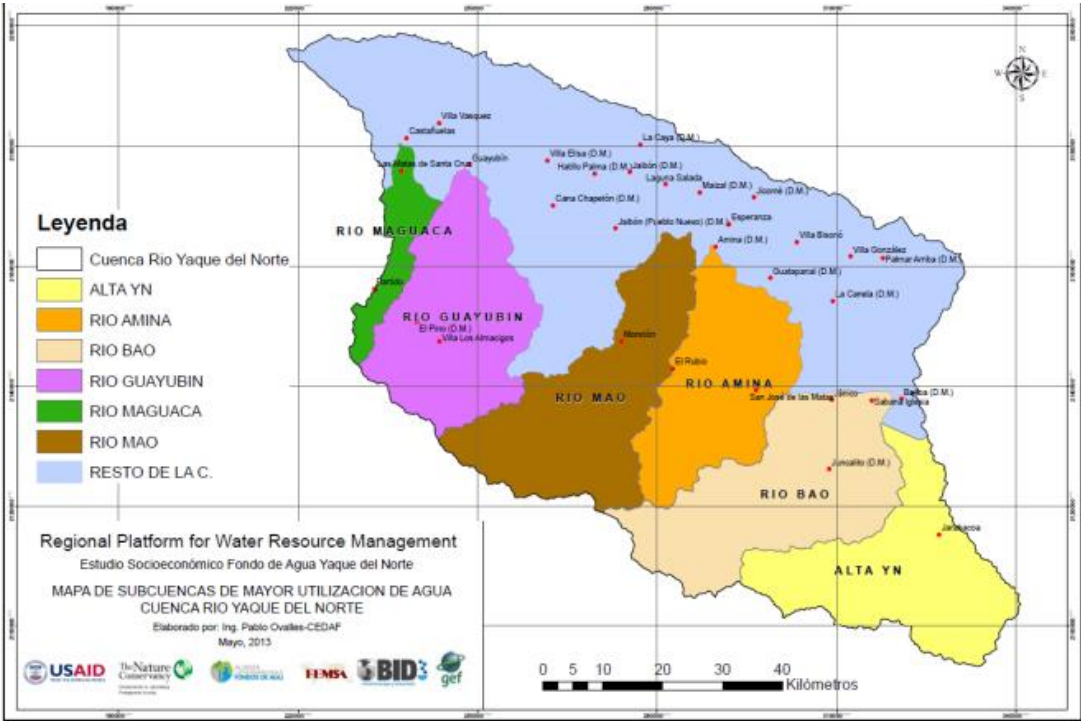 Leyenda
Cuenca Rio Yaque del Norte
ALTA YN
RIO AMINA
RIO BAO
RIO GUAYUBIN
RIO MAGUACA
RIO MAO
RESTO DE LA C.
N
W E
S
Villa Vasquez
Castañuelas
La Caya (D.M.)
Las Matas de Santa Cruz
Guayubín
Villa Elisa (D.M.)
Hatillo Palma (D.M.)
Jaibón (D.M.)
Laguna Salada
Maizal (D.M.)
Jicomé (D.M.)
Cana Chapetón (D.M.)
Jaibón (Pueblo Nuevo) (D.M.)
Esperanza
RIO MAGUACA
Amina (D.M.)
Villa Bisonó
Villa González
Palmar Arriba (D.M.)
Guatapanal (D.M.)
Partido
La Canela (D.M.)
RIO GUAYUBIN
El Pino (D.M.)
Villa Los Almacigos
Monción
El Rubio
RIO AMINA
RIO MAO
San José de las Matas
Jánico
Sabana Iglesia
Baitoa (D.M.)
Juncalito (D.M.)
RIO BAO
Jarabacoa
ALTA YN
Regional Platform for Water Resource Management
Estudio Socioeconómico Fondo de Agua Yaque del Norte
MAPA DE SUBCUENCAS DE MAYOR UTILIZACION DE AGUA
CUENCA RIO YAQUE DEL NORTE
Elaborado por: Ing. Pablo Ovalles-CEDAF
Mayo, 2013
USAID
The Nature Conservancy
FONDOS DE AGUA
FEMSA
BID
gef
0 5 10 20 30 40
Kilómetros